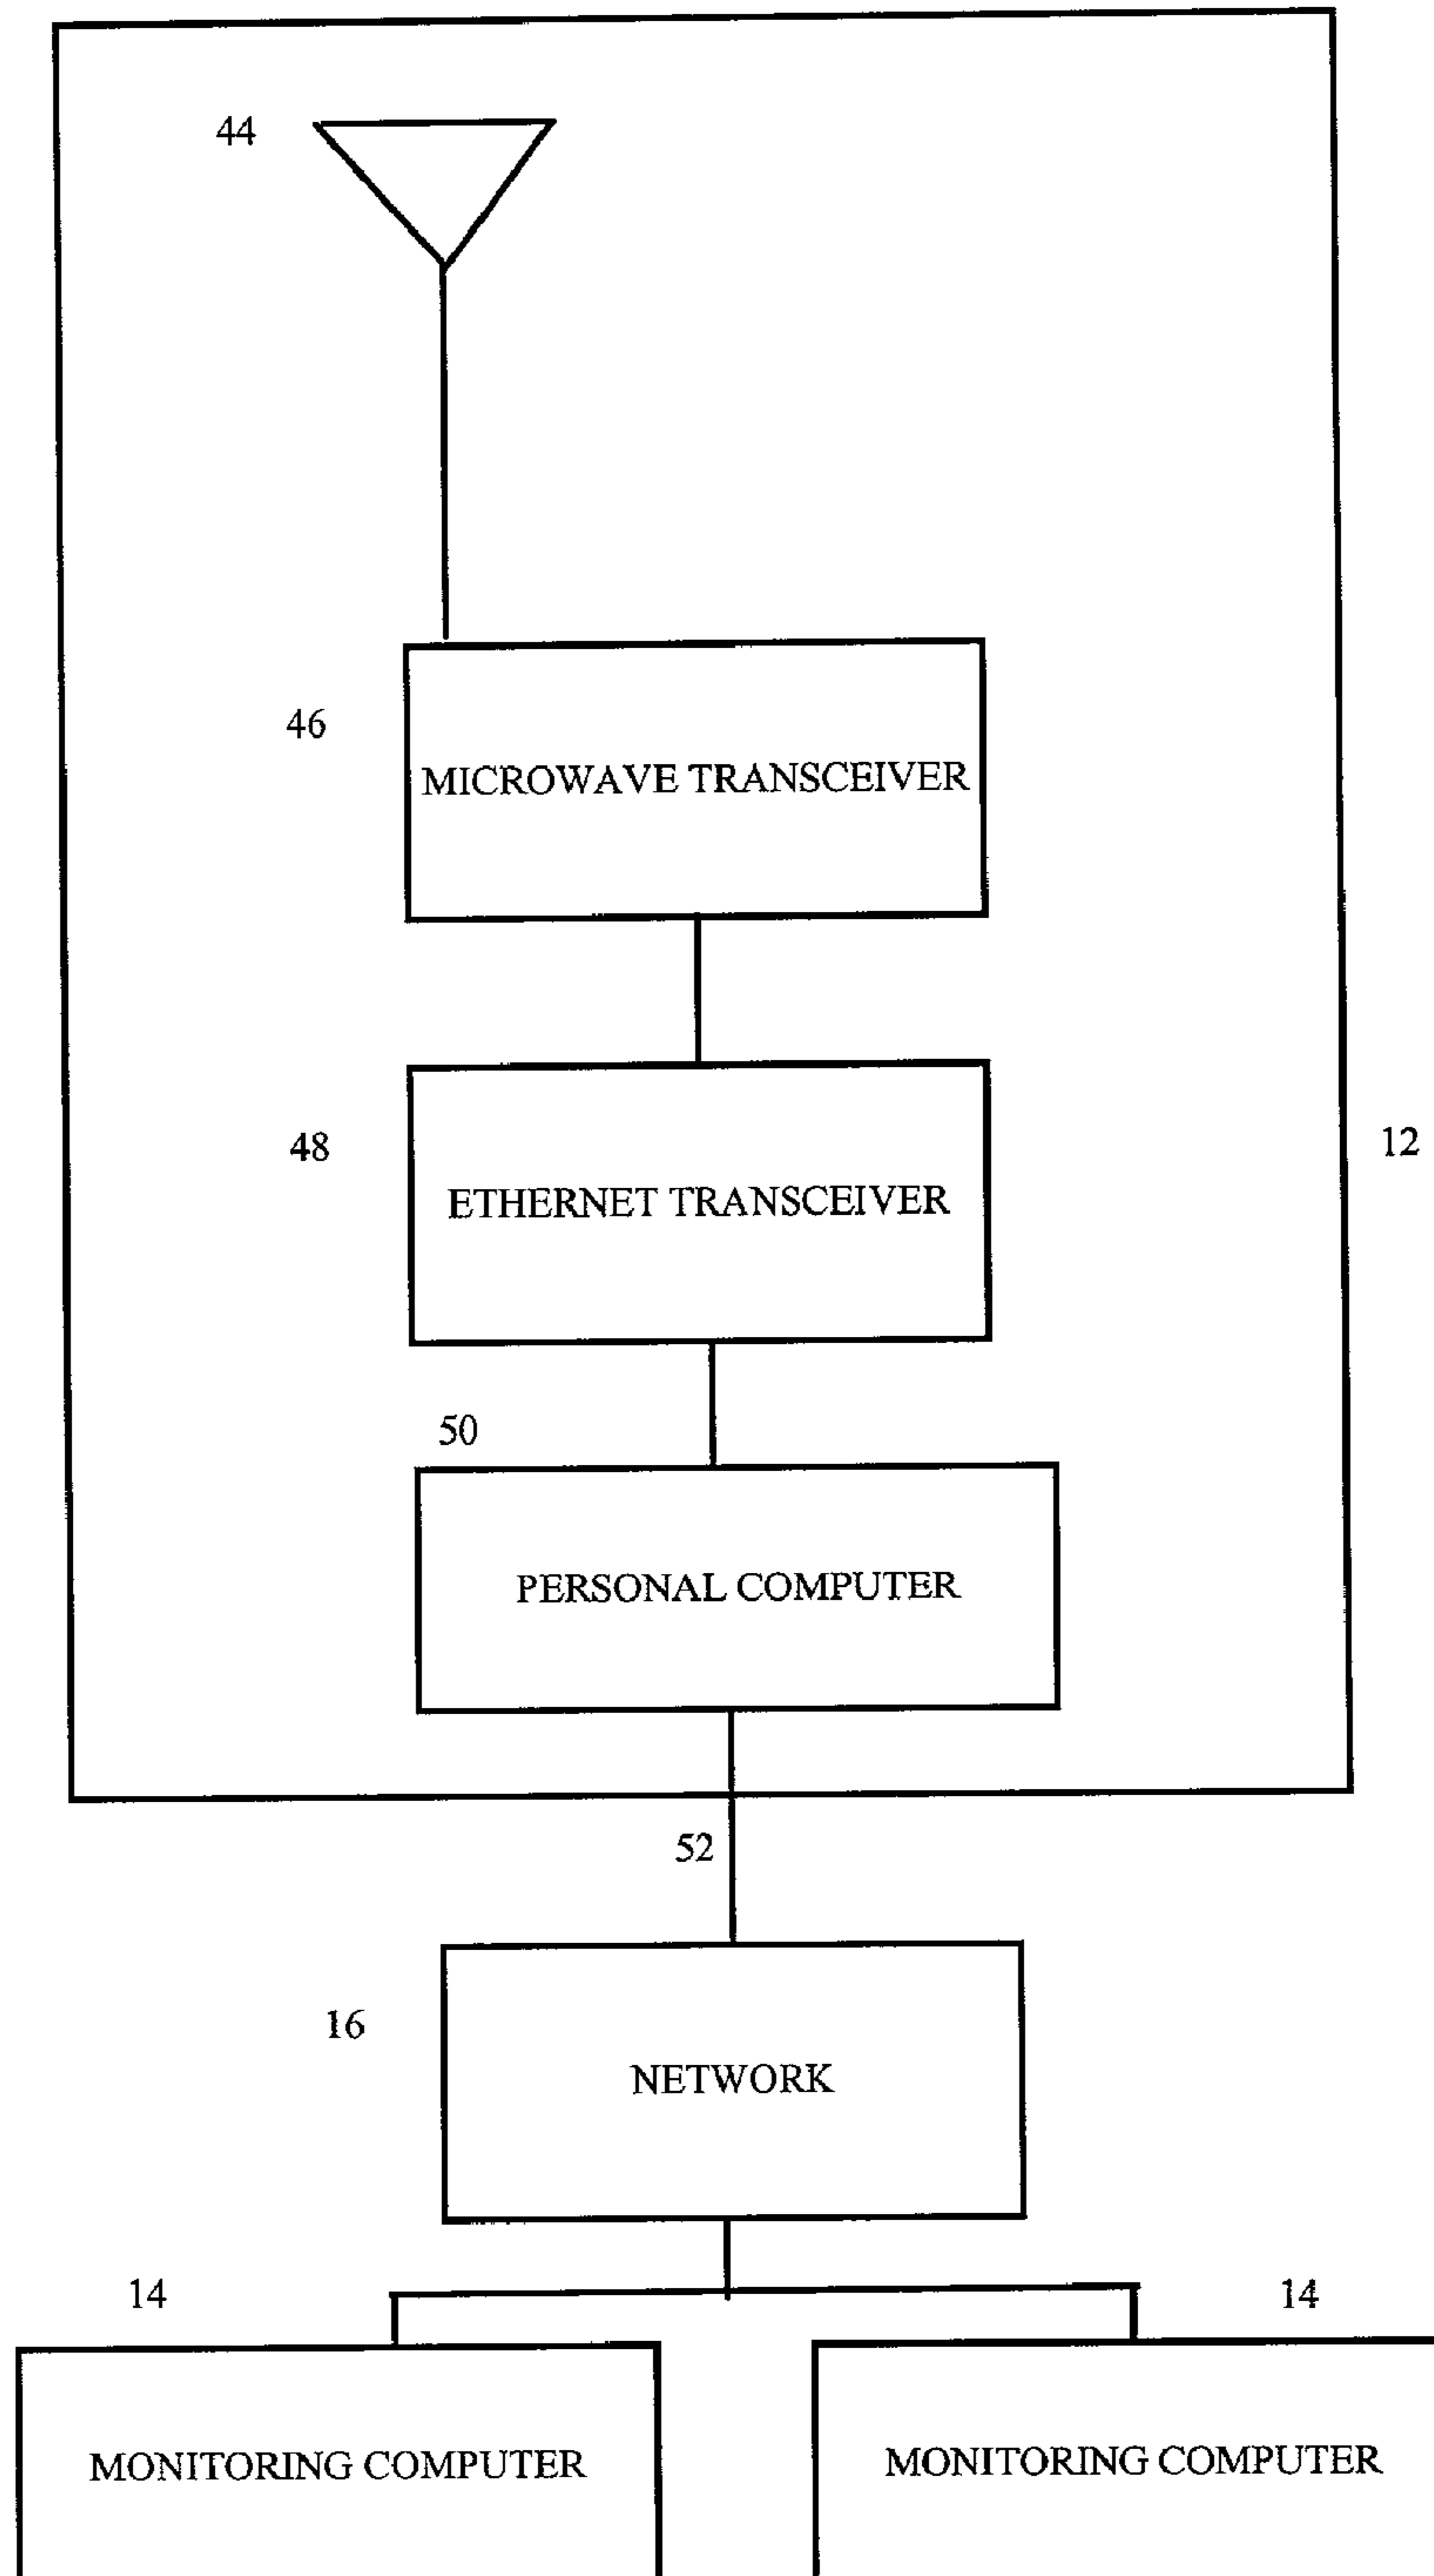 44
46
MICROWAVE TRANSCEIVER
48
12
ETHERNET TRANSCEIVER
50
PERSONAL COMPUTER
52
16
NETWORK
14
14
MONITORING COMPUTER
MONITORING COMPUTER